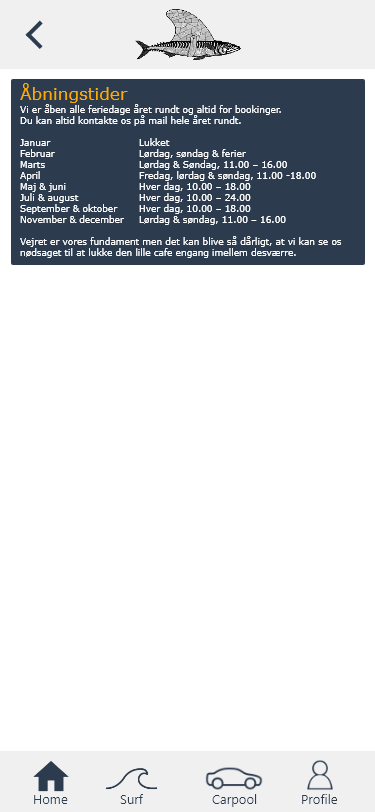 Åbningstider
Vi er åben alle feriedage året rundt og altid for bookinger.
Du kan altid kontakte os på mail hele året rundt.
Januar Lukket
Februar Lørdag, søndag & ferier
Marts Lørdag & Søndag, 11.00 – 16.00
April Fredag, lørdag & søndag, 11.00 -18.00
Maj & juni Hver dag, 10.00 – 18.00
Juli & august Hver dag, 10.00 – 24.00
September & oktober Hver dag, 10.00 – 18.00
November & december Lørdag & søndag, 11.00 – 16.00
Vejret er vores fundament men det kan blive så dårligt, at vi kan se os
nødsaget til at lukke den lille cafe engang imellem desværre.
Home Surf Carpool Profile